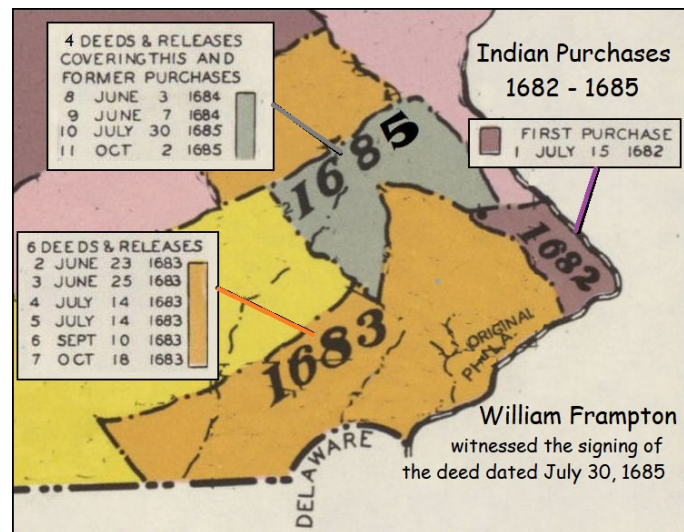 4 DEEDS & RELEASES
COVERING THIS AND
FORMER PURCHASES
8 JUNE 3 1684
9 JUNE 7 1684
10 JULY 30 1685
11 OCT 2 1685
Indian Purchases
1682 - 1685
FIRST PURCHASE
1 JULY 15 1682
1685
1682
6 DEEDS & RELEASES
2 JUNE 23 1683
3 JUNE 25 1683
4 JULY 14 1683
5 JULY 14 1683
6 SEPT 10 1683
7 OCT 18 1683
1683
ORIGINAL
PHILA.
DELAWARE
William Frampton
witnessed the signing of
the deed dated July 30, 1685